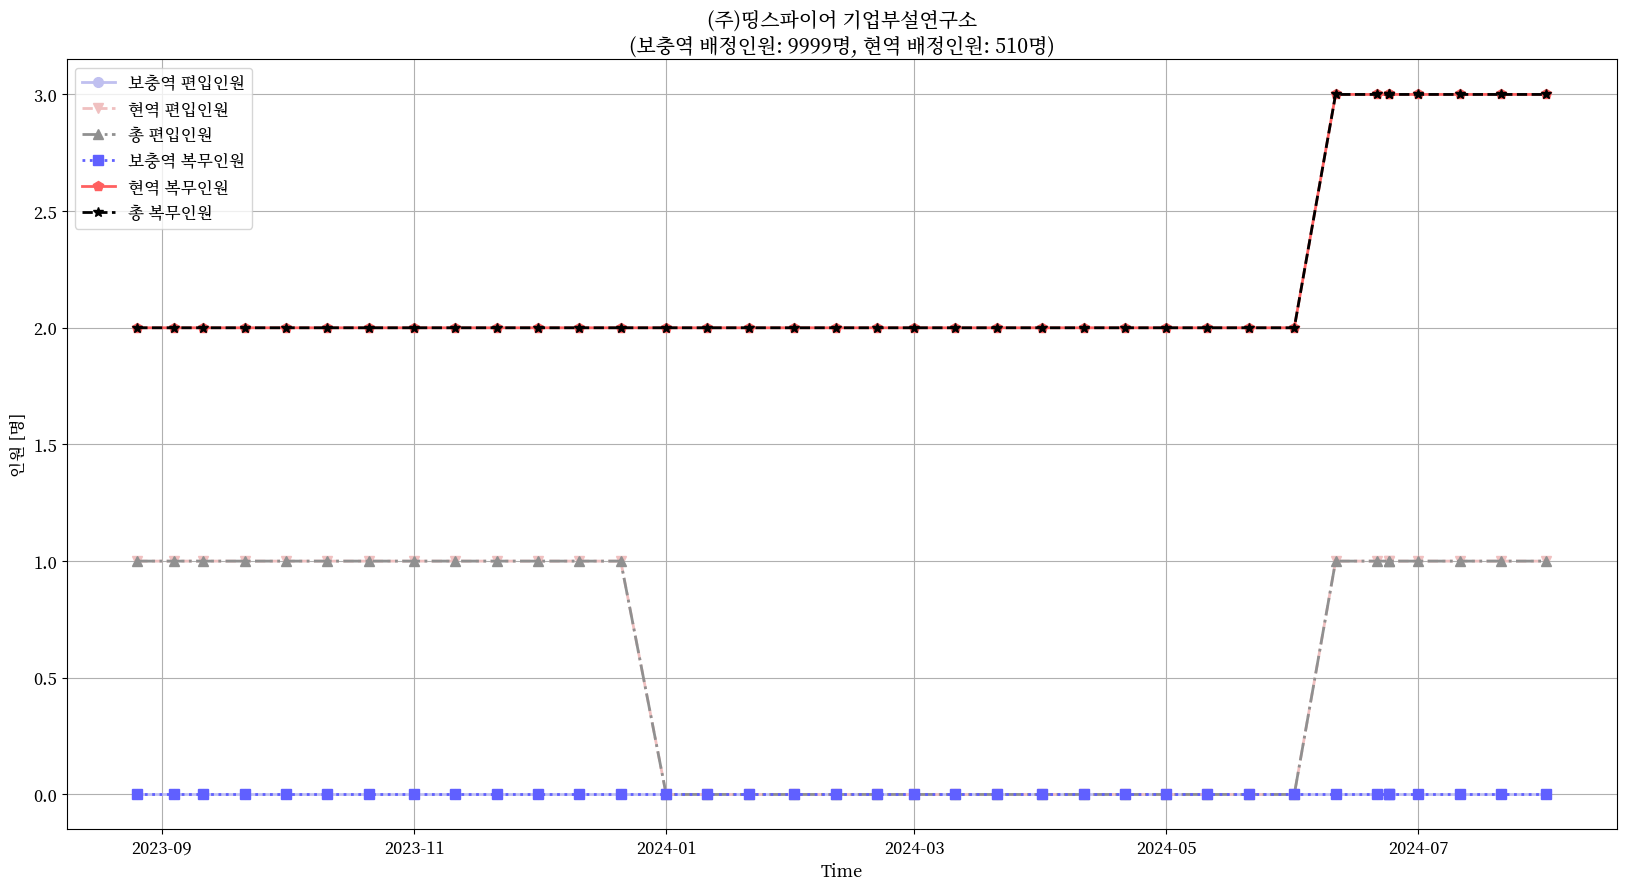 (주)띵스파이어 기업부설연구소
(보충역 배정인원: 9999명, 현역 배정인원: 510명)
보충역 편입인원
현역 편입인원
총 편입인원
보충역 복무인원
현역 복무인원
총 복무인원
3.0
2.5
2.0
1.5
1.0
0.5
0.0
인원 [명]
2023-09 2023-11 2024-01 2024-03 2024-05 2024-07
Time